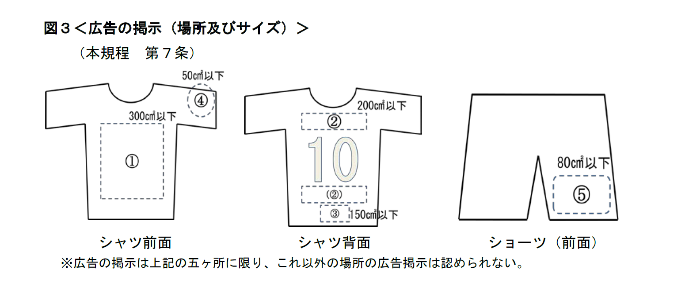 図３＜広告の掲示（場所及びサイズ）＞
（本規程　第７条）
50㎠以下
④
300㎠以下
①
200㎠以下
②
10
(②)
③
150㎠以下
80㎠以下
⑤
シャツ前面
シャツ背面
ショーツ（前面）
※広告の掲示は上記の五ヶ所に限り、これ以外の場所の広告掲示は認められない。